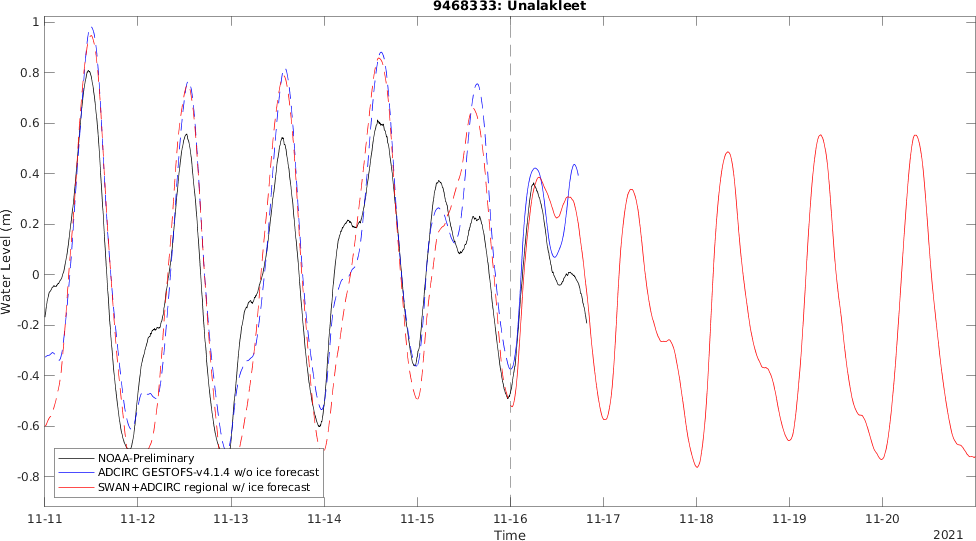 9468333: Unalakleet
1
0.8
0.6
0.4
0.2
0
-0.2
-0.4
-0.6
-0.8
Water Level (m)
NOAA-Preliminary
ADCIRC GESTOFS-v4.1.4 w/o ice forecast
SWAN+ADCIRC regional w/ ice forecast
11-11 11-12 11-13 11-14 11-15 11-16 11-17 11-18 11-19 11-20
Time
2021